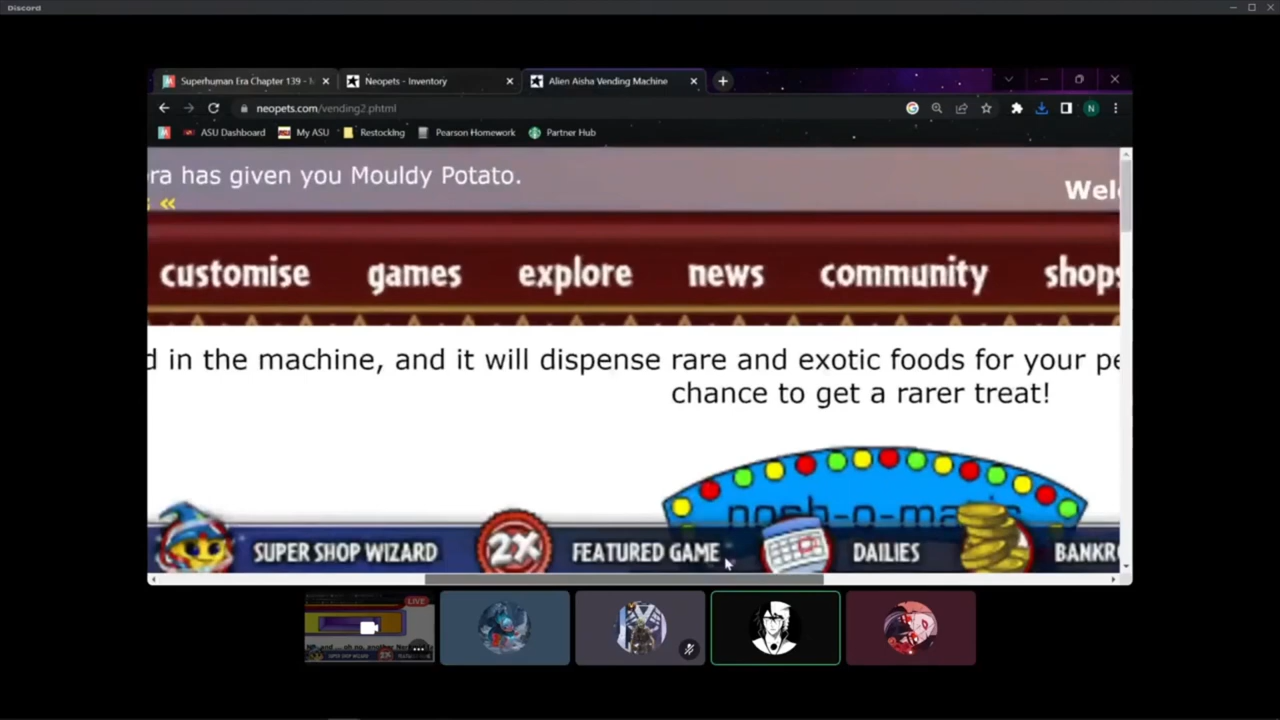 Discord
Superhuman Era Chapter 139 -
Neopets - Inventory
Alien Aisha Vending Machine
neopets.com/vending2.phtml
N
ASU Dashboard
My ASU
Restocking
Pearson Homework
Partner Hub
ra has given you Mouldy Potato.
«
Wel
customise games explore news community shops
d in the machine, and it will dispense rare and exotic foods for your pe
chance to get a rarer treat!
SUPER SHOP WIZARD
2X
FEATURED GAME
DAILIES
BANKR
LIVE